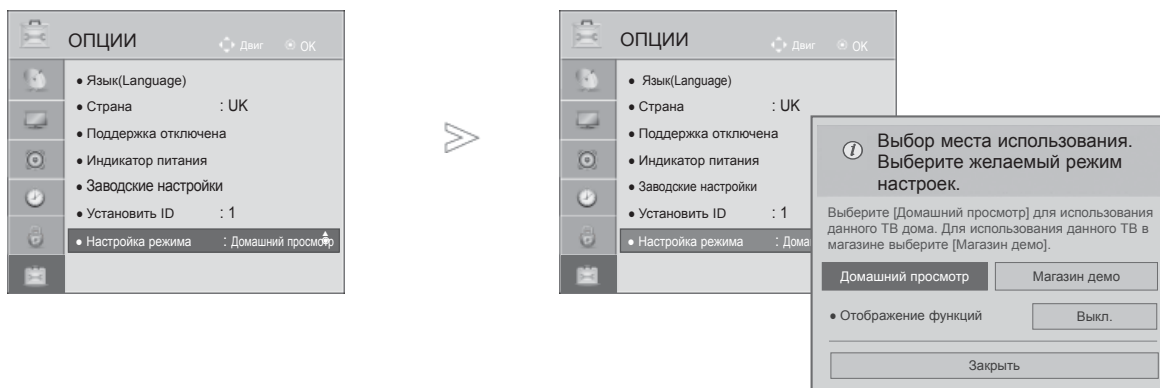 ОПЦИИ
Двиг
ОК
● Язык(Language)
● Страна : UK
● Поддержка отключена
● Индикатор питания
● Заводские настройки
● Установить ID : 1
● Настройка режима : Домашний просмотр
ОПЦИИ
Двиг
ОК
● Язык(Language)
● Страна : UK
● Поддержка отключена
● Индикатор питания
● Заводские настройки
● Установить ID : 1
● Настройка режима : Дома
Выбор места использования.
Выберите желаемый режим
настроек.
Выберите [Домашний просмотр] для использования
данного ТВ дома. Для использования данного ТВ в
магазине выберите [Магазин демо].
Домашний просмотр
Магазин демо
● Отображение функций
Выкл.
Закрыть